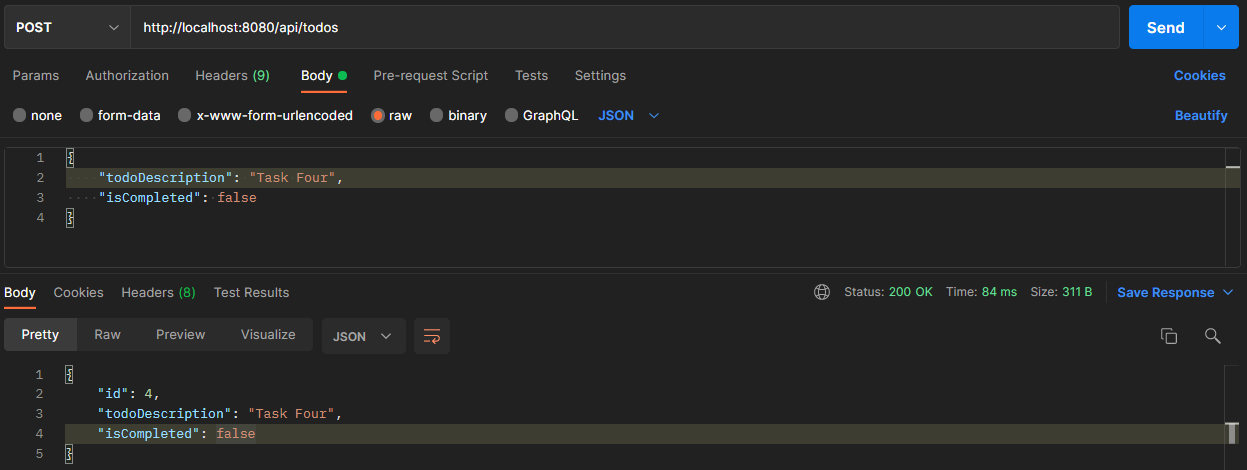 POST http://localhost:8080/api/todos Send
Params Authorization Headers (9) Body Pre-request Script Tests Settings Cookies
none form-data x-www-form-urlencoded raw binary GraphQL JSON Beautify
1 {
2 "todoDescription": "Task Four",
3 "isCompleted": false
4 }
Body Cookies Headers (8) Test Results Status: 200 OK Time: 84 ms Size: 311 B Save Response
Pretty Raw Preview Visualize JSON
1 {
2 "id": 4,
3 "todoDescription": "Task Four",
4 "isCompleted": false
5 }